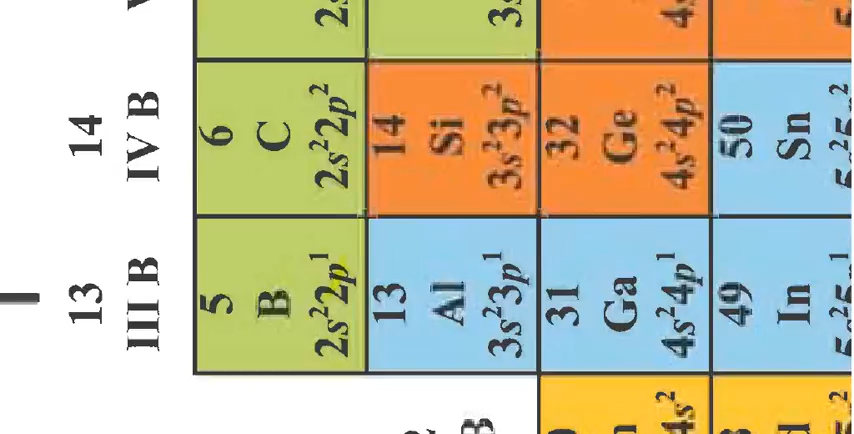 13
III B
14
IV B
5
B
2s²2p¹
6
C
2s²2p²
13
Al
3s²3p¹
14
Si
3s²3p²
31
Ga
4s²4p¹
32
Ge
4s²4p²
49
In
50
Sn